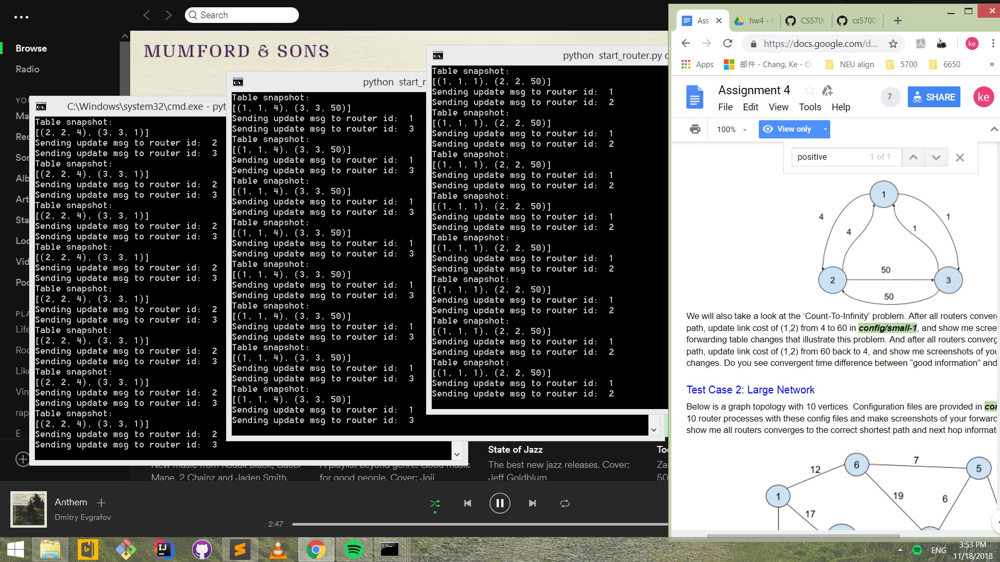 Search
Browse
Radio
MUMFORD & SONS
C:\Windows\system32\cmd.exe - pyt
Table snapshot:
[(2, 2, 4), (3, 3, 1)]
Sending update msg to router id:  2
Sending update msg to router id:  3
Table snapshot:
[(2, 2, 4), (3, 3, 1)]
Sending update msg to router id:  2
Sending update msg to router id:  3
Table snapshot:
[(2, 2, 4), (3, 3, 1)]
Sending update msg to router id:  2
Sending update msg to router id:  3
Table snapshot:
[(2, 2, 4), (3, 3, 1)]
Sending update msg to router id:  2
Sending update msg to router id:  3
Table snapshot:
[(2, 2, 4), (3, 3, 1)]
Sending update msg to router id:  2
Sending update msg to router id:  3
Table snapshot:
[(2, 2, 4), (3, 3, 1)]
Sending update msg to router id:  2
Sending update msg to router id:  3
Table snapshot:
[(2, 2, 4), (3, 3, 1)]
Sending update msg to router id:  2
Sending update msg to router id:  3
Table snapshot:
[(2, 2, 4), (3, 3, 1)]
Sending update msg to router id:  2
Sending update msg to router id:  3
python  start_r
Table snapshot:
[(1, 1, 4), (3, 3, 50)]
Sending update msg to router id:  1
Sending update msg to router id:  3
Table snapshot:
[(1, 1, 4), (3, 3, 50)]
Sending update msg to router id:  1
Sending update msg to router id:  3
Table snapshot:
[(1, 1, 4), (3, 3, 50)]
Sending update msg to router id:  1
Sending update msg to router id:  3
Table snapshot:
[(1, 1, 4), (3, 3, 50)]
Sending update msg to router id:  1
Sending update msg to router id:  3
Table snapshot:
[(1, 1, 4), (3, 3, 50)]
Sending update msg to router id:  1
Sending update msg to router id:  3
Table snapshot:
[(1, 1, 4), (3, 3, 50)]
Sending update msg to router id:  1
Sending update msg to router id:  3
Table snapshot:
[(1, 1, 4), (3, 3, 50)]
Sending update msg to router id:  1
Sending update msg to router id:  3
Table snapshot:
[(1, 1, 4), (3, 3, 50)]
Sending update msg to router id:  1
Sending update msg to router id:  3
python  start_router.py c
Table snapshot:
[(1, 1, 1), (2, 2, 50)]
Sending update msg to router id:  1
Sending update msg to router id:  2
Table snapshot:
[(1, 1, 1), (2, 2, 50)]
Sending update msg to router id:  1
Sending update msg to router id:  2
Table snapshot:
[(1, 1, 1), (2, 2, 50)]
Sending update msg to router id:  1
Sending update msg to router id:  2
Table snapshot:
[(1, 1, 1), (2, 2, 50)]
Sending update msg to router id:  1
Sending update msg to router id:  2
Table snapshot:
[(1, 1, 1), (2, 2, 50)]
Sending update msg to router id:  1
Sending update msg to router id:  2
Table snapshot:
[(1, 1, 1), (2, 2, 50)]
Sending update msg to router id:  1
Sending update msg to router id:  2
Table snapshot:
[(1, 1, 1), (2, 2, 50)]
Sending update msg to router id:  1
Sending update msg to router id:  2
Table snapshot:
[(1, 1, 1), (2, 2, 50)]
Sending update msg to router id:  1
Sending update msg to router id:  2
State of Jazz
The best new jazz releases. Cover:
Jeff Goldblum
Mane, 2 Chainz and Jaden Smith.
for good people. Cover: Joji
Anthem
Dmitry Evgrafov
2:47
Assi hw4 - CS5700 cs5700
https://docs.google.com/d...
ke
Apps 邮件 - Chang, Ke - Ou NEU align 5700 6650 »
Assignment 4
7 SHARE ke
File Edit View Tools Help
100% View only
positive 1 of 1
1
4 1
4 1
2 50 3
50
We will also take a look at the ‘Count-To-Infinity’ problem. After all routers converg
path, update link cost of (1,2) from 4 to 60 in config/small-1, and show me scree
forwarding table changes that illustrate this problem. And after all routers converg
path, update link cost of (1,2) from 60 back to 4, and show me screenshots of you
changes. Do you see convergent time difference between “good information” and
Test Case 2: Large Network
Below is a graph topology with 10 vertices. Configuration files are provided in con
10 router processes with these config files and make screenshots of your forward
show me all routers converges to the correct shortest path and next hop informati
12 6 7 5
1 19 6
17
ENG
3:53 PM
11/18/2018